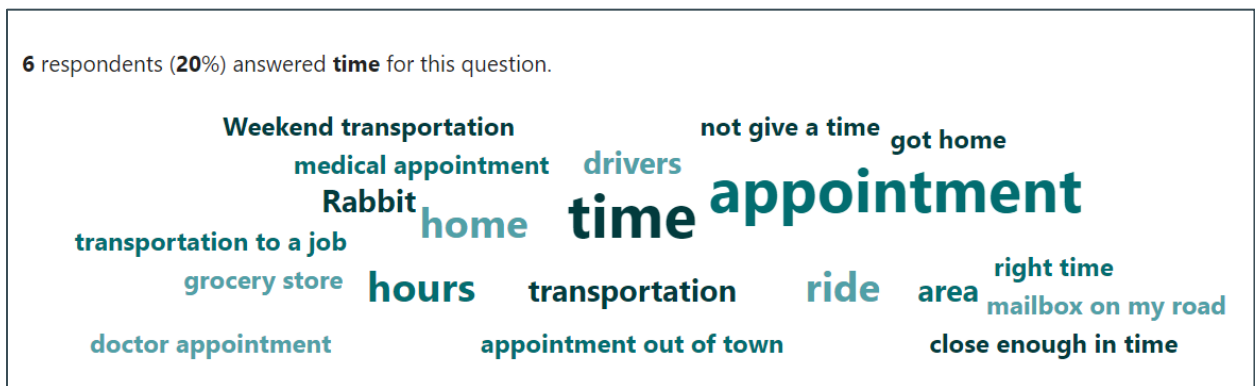 6 respondents (20%) answered time for this question.
Weekend transportation
not give a time
got home
medical appointment
drivers
appointment
Rabbit
home
time
transportation to a job
grocery store
hours
transportation
ride
area
right time
mailbox on my road
doctor appointment
appointment out of town
close enough in time